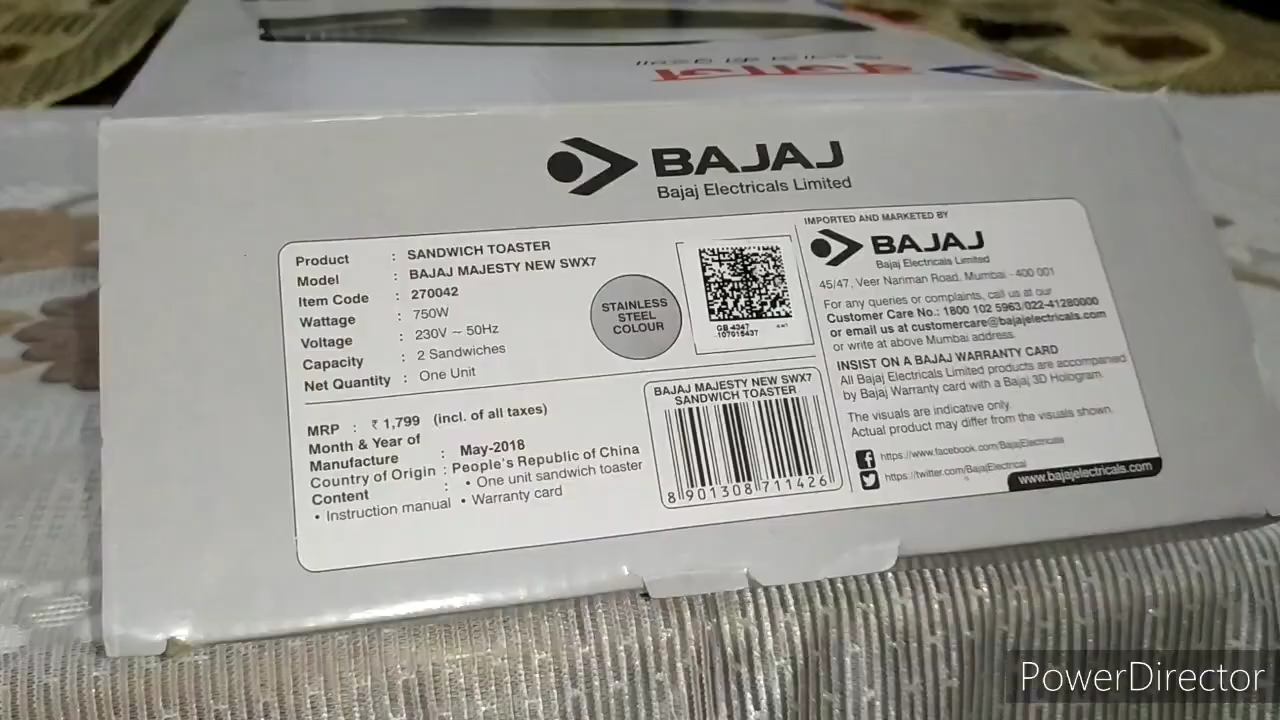 बजाज
BAJAJ
Bajaj Electricals Limited
Product : SANDWICH TOASTER
Model : BAJAJ MAJESTY NEW SWX7
Item Code : 270042
Wattage : 750W
Voltage : 230V ~ 50Hz
Capacity : 2 Sandwiches
Net Quantity : One Unit
STAINLESS
STEEL
COLOUR
GB-4347
-107015437
MRP : ₹ 1,799 (incl. of all taxes)
Month & Year of
Manufacture : May-2018
Country of Origin : People's Republic of China
Content : • One unit sandwich toaster
• Instruction manual • Warranty card
BAJAJ MAJESTY NEW SWX7
SANDWICH TOASTER
8 901308 711426
IMPORTED AND MARKETED BY
BAJAJ
Bajaj Electricals Limited
45/47, Veer Nariman Road, Mumbai - 400 001
For any queries or complaints, call us at our
Customer Care No.: 1800 102 5963/022-41280000
or email us at customercare@bajajelectricals.com
or write at above Mumbai address.
INSIST ON A BAJAJ WARRANTY CARD
All Bajaj Electricals Limited products are accompanied
by Bajaj Warranty card with a Bajaj 3D Hologram.
The visuals are indicative only.
Actual product may differ from the visuals shown.
https://www.facebook.com/BajajElectricals
https://twitter.com/BajajElectrical
www.bajajelectricals.com
PowerDirector